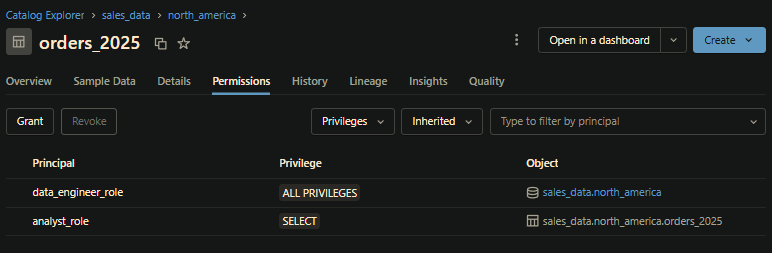 Catalog Explorer > sales_data > north_america >
orders_2025
Open in a dashboard
Create
Overview Sample Data Details Permissions History Lineage Insights Quality
Grant Revoke Privileges Inherited Type to filter by principal
Principal Privilege Object
data_engineer_role ALL PRIVILEGES sales_data.north_america
analyst_role SELECT sales_data.north_america.orders_2025